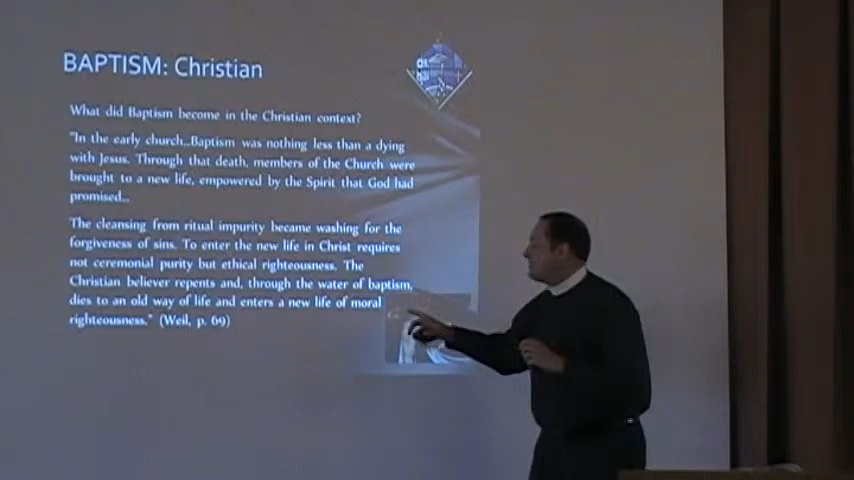 BAPTISM: Christian
What did Baptism become in the Christian context?
"In the early church...Baptism was nothing less than a dying
with Jesus. Through that death, members of the Church were
brought to a new life, empowered by the Spirit that God had
promised...
The cleansing from ritual impurity became washing for the
forgiveness of sins. To enter the new life in Christ requires
not ceremonial purity but ethical righteousness. The
Christian believer repents and, through the water of baptism,
dies to an old way of life and enters a new life of moral
righteousness." (Weil, p. 69)